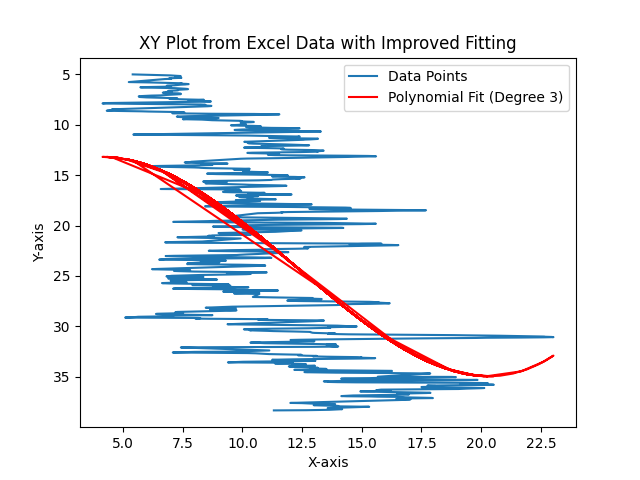 XY Plot from Excel Data with Improved Fitting
Data Points
Polynomial Fit (Degree 3)
5
10
15
20
25
30
35
Y-axis
5.0 7.5 10.0 12.5 15.0 17.5 20.0 22.5
X-axis